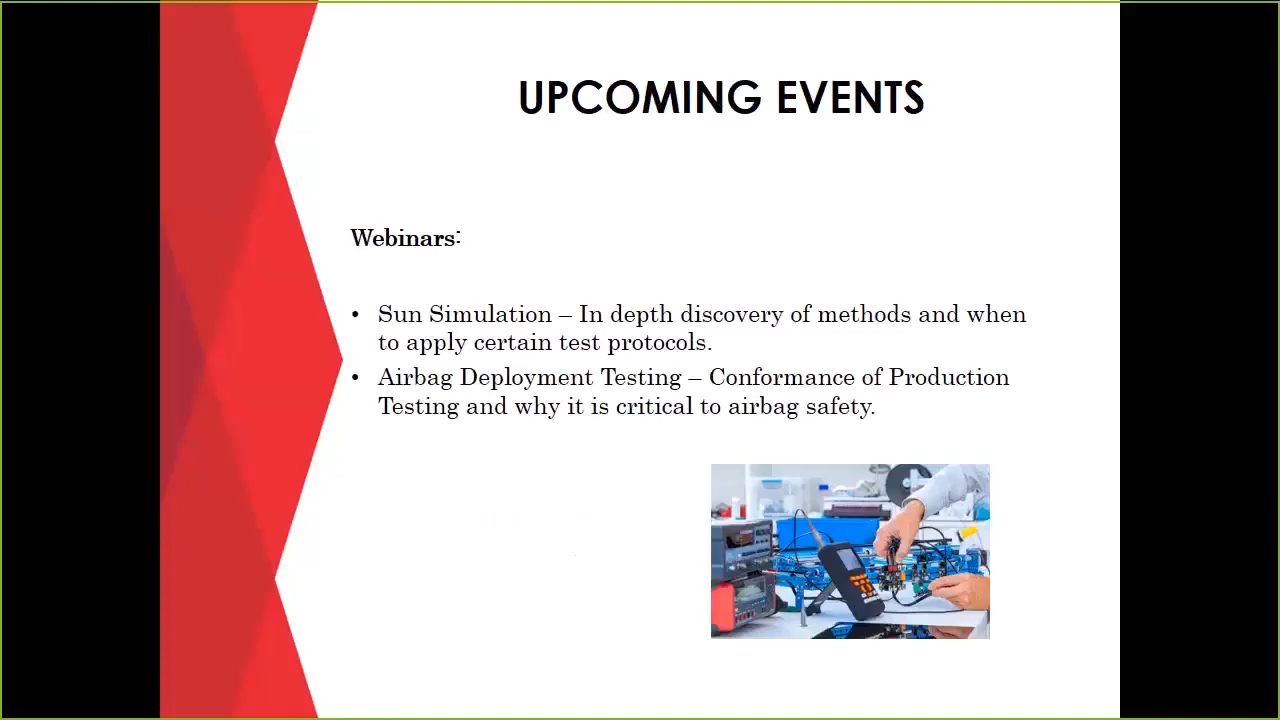 UPCOMING EVENTS
Webinars:
• Sun Simulation – In depth discovery of methods and when
to apply certain test protocols.
• Airbag Deployment Testing – Conformance of Production
Testing and why it is critical to airbag safety.